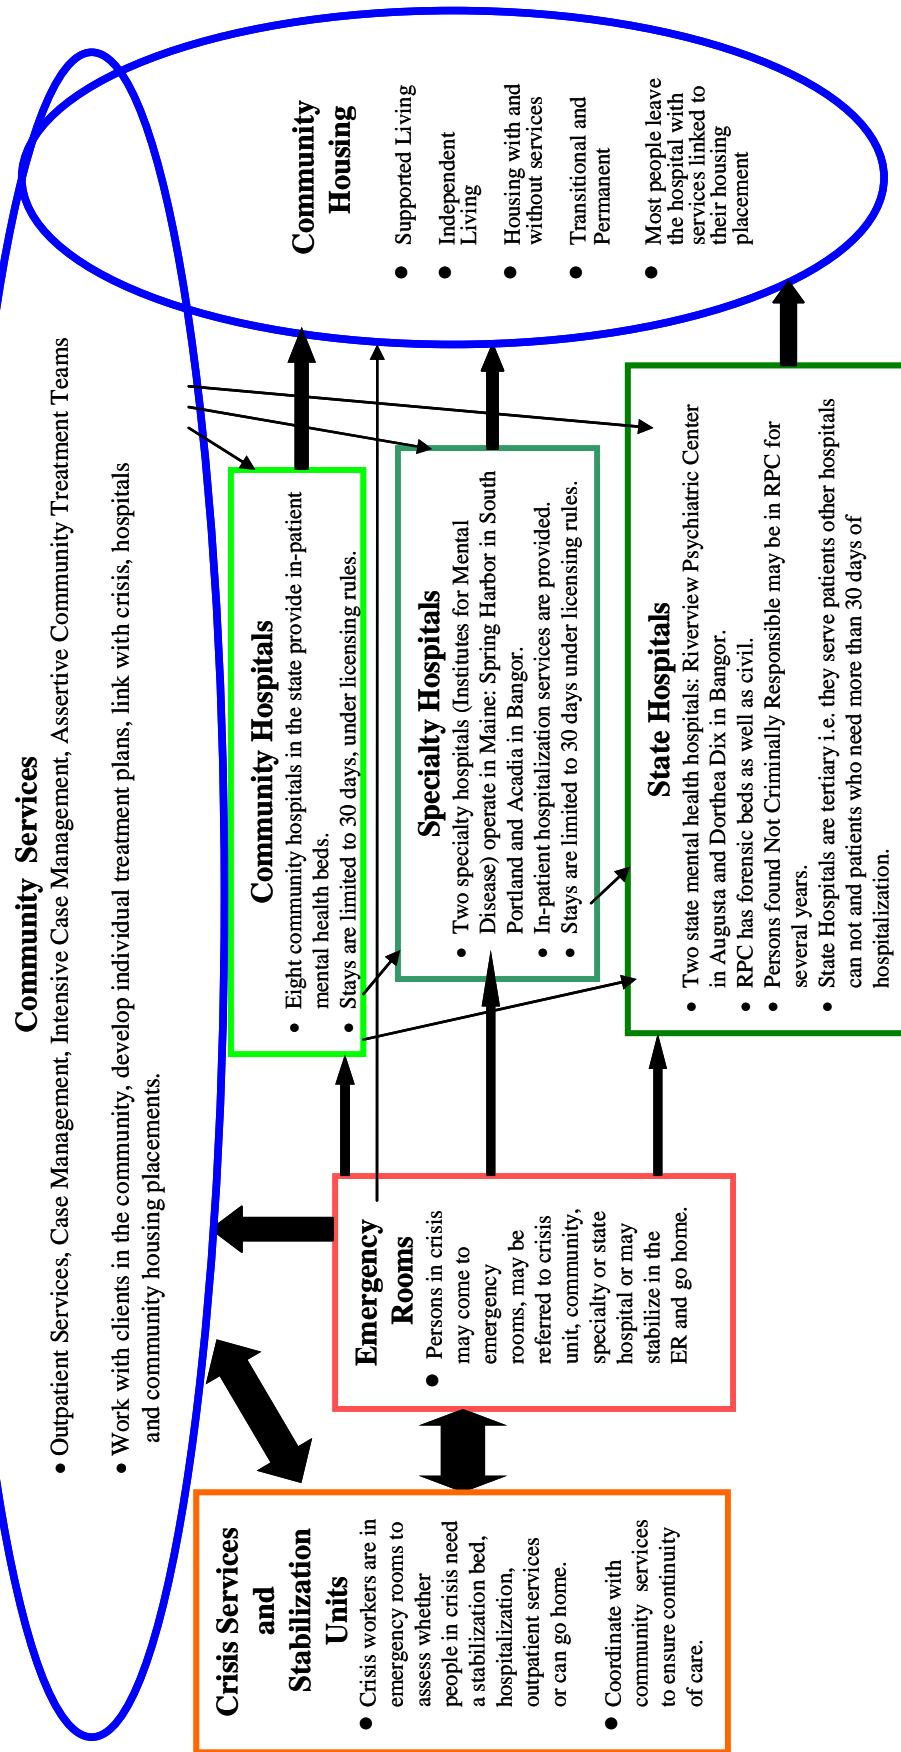 Community Services
• Outpatient Services, Case Management, Intensive Case Management, Assertive Community Treatment Teams
• Work with clients in the community, develop individual treatment plans, link with crisis, hospitals
and community housing placements.
Crisis Services
and
Stabilization
Units
• Crisis workers are in
emergency rooms to
assess whether
people in crisis need
a stabilization bed,
hospitalization,
outpatient services
or can go home.
• Coordinate with
community services
to ensure continuity
of care.
Emergency
Rooms
• Persons in crisis
may come to
emergency
rooms, may be
referred to crisis
unit, community,
specialty or state
hospital or may
stabilize in the
ER and go home.
Community Hospitals
• Eight community hospitals in the state provide in-patient
mental health beds.
• Stays are limited to 30 days, under licensing rules.
Specialty Hospitals
• Two specialty hospitals (Institutes for Mental
Disease) operate in Maine: Spring Harbor in South
Portland and Acadia in Bangor.
• In-patient hospitalization services are provided.
• Stays are limited to 30 days under licensing rules.
State Hospitals
• Two state mental health hospitals: Riverview Psychiatric Center
in Augusta and Dorthea Dix in Bangor.
• RPC has forensic beds as well as civil.
• Persons found Not Criminally Responsible may be in RPC for
several years.
• State Hospitals are tertiary i.e. they serve patients other hospitals
can not and patients who need more than 30 days of
hospitalization.
Community
Housing
• Supported Living
• Independent
Living
• Housing with and
without services
• Transitional and
Permanent
• Most people leave
the hospital with
services linked to
their housing
placement